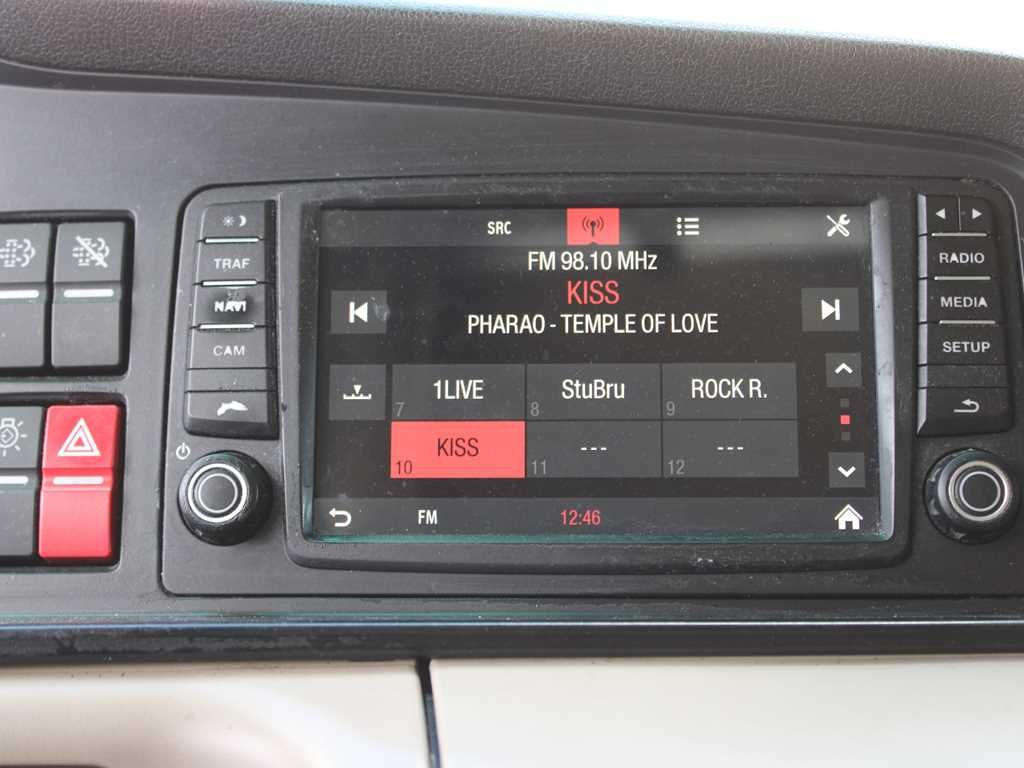 SRC
FM 98.10 MHz
KISS
PHARAO - TEMPLE OF LOVE
1LIVE
7
StuBru
8
ROCK R.
9
KISS
10
---
11
---
12
FM
12:46
TRAF
NAVI
CAM
RADIO
MEDIA
SETUP